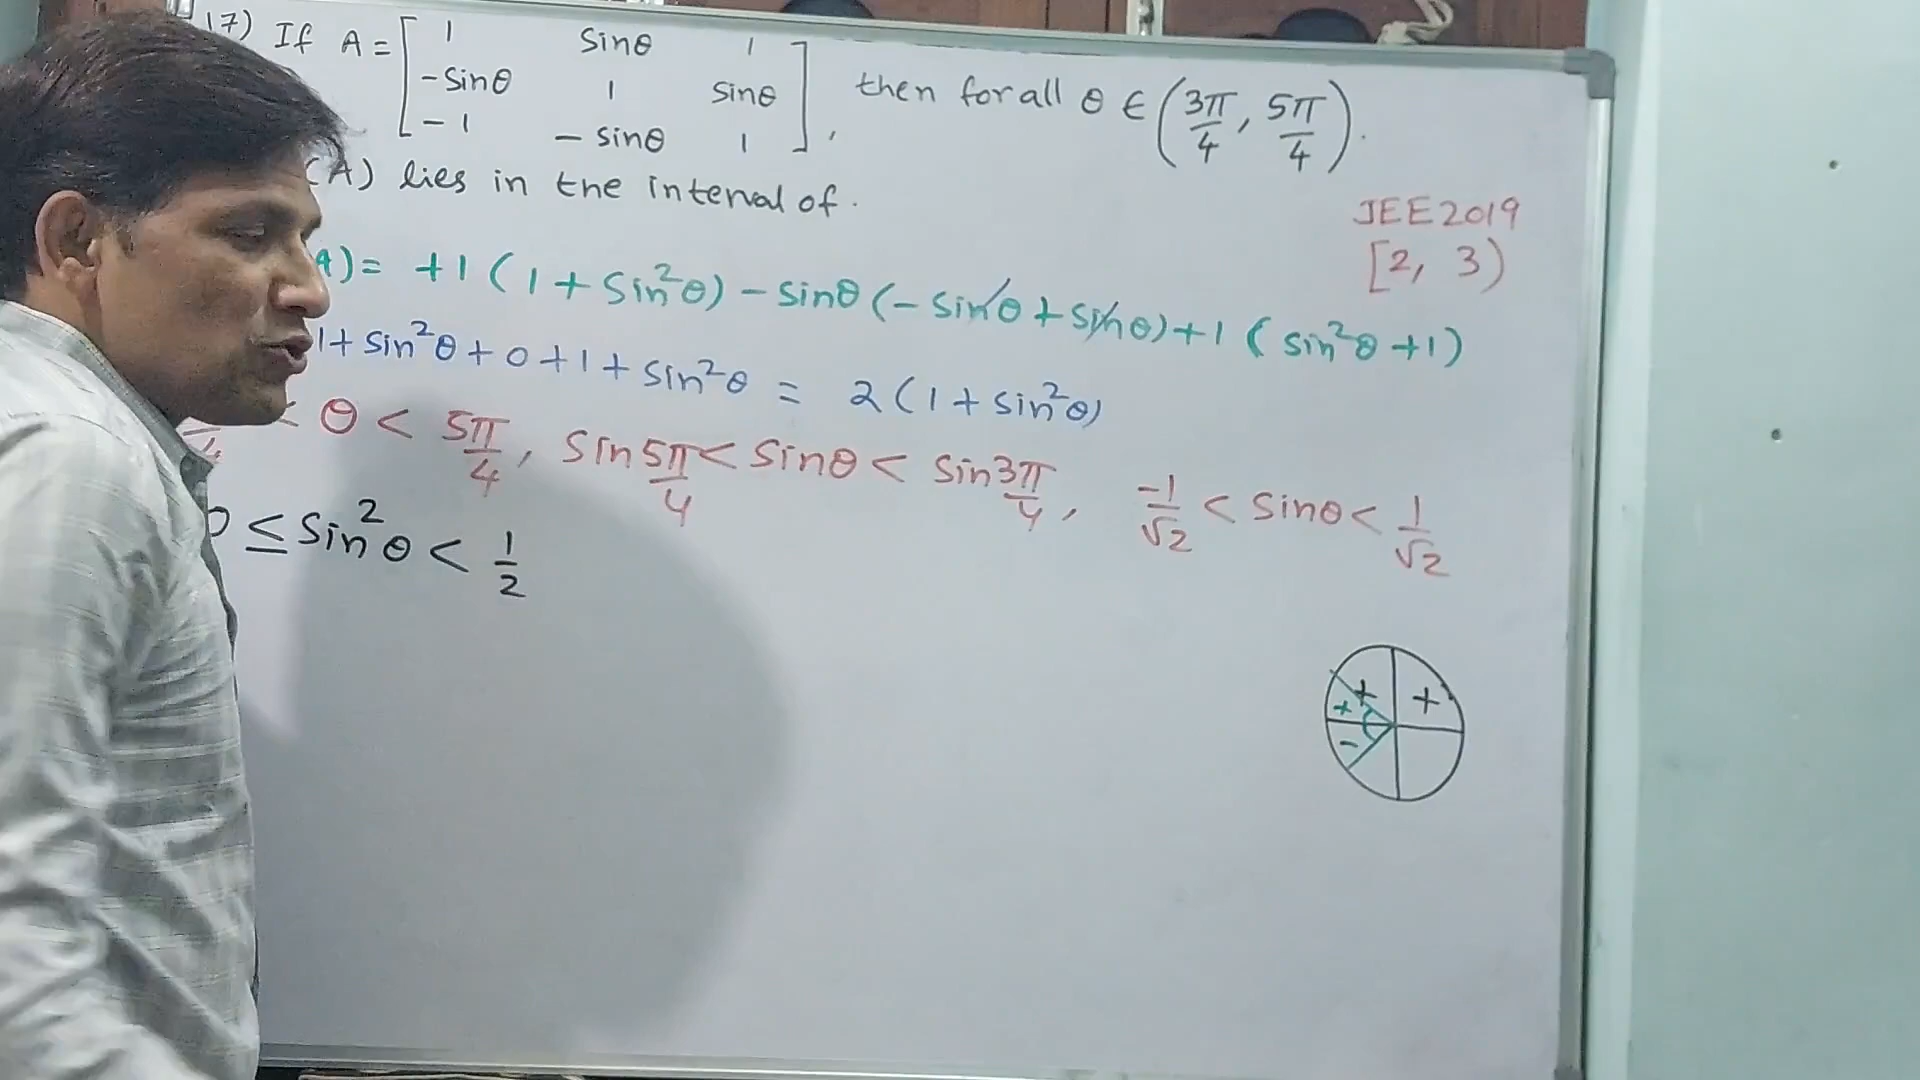 17) If A = [ 1 sinθ 1
-sinθ 1 sinθ
-1 -sinθ 1 ], then for all θ ∈ (3π/4, 5π/4).
(A) lies in the interval of.
JEE 2019
[2, 3)
A) = +1 (1 + sin²θ) - sinθ (- sinθ + sinθ) + 1 (sin²θ + 1)
1 + sin²θ + 0 + 1 + sin²θ = 2 (1 + sin²θ)
< θ < 5π/4, sin 5π/4 < sinθ < sin 3π/4, -1/√2 < sinθ < 1/√2
0 ≤ sin²θ < 1/2
+ + +
-